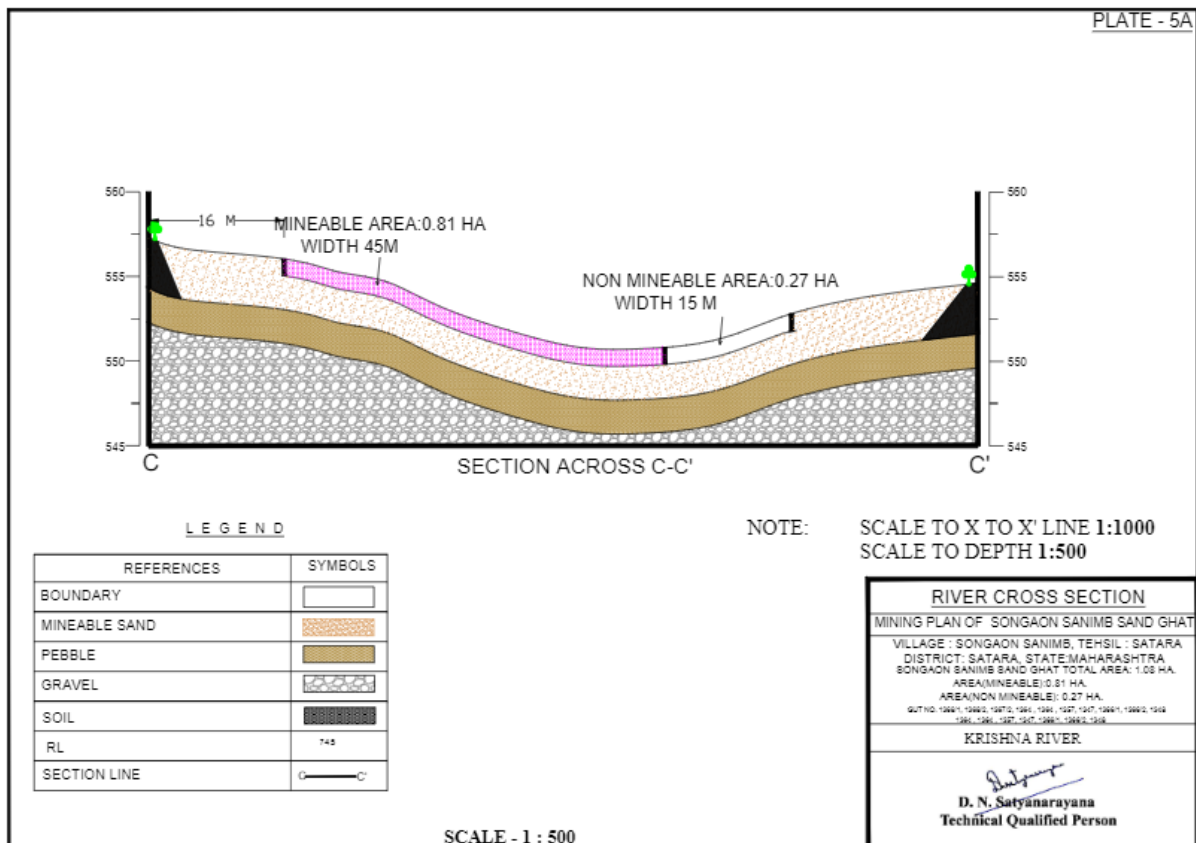 PLATE - 5A
560
560
16 M
MINEABLE AREA:0.81 HA
WIDTH 45M
NON MINEABLE AREA:0.27 HA
WIDTH 15 M
555
555
550
550
545
545
C
SECTION ACROSS C-C'
C'
L E G E N D
REFERENCES SYMBOLS
BOUNDARY
MINEABLE SAND
PEBBLE
GRAVEL
SOIL
RL
SECTION LINE C C'
SCALE - 1 : 500
NOTE: SCALE TO X TO X' LINE 1:1000
SCALE TO DEPTH 1:500
RIVER CROSS SECTION
MINING PLAN OF SONGAON SANIMB SAND GHAT
VILLAGE : SONGAON SANIMB, TEHSIL : SATARA
DISTRICT: SATARA, STATE:MAHARASHTRA
SONGAON SANIMB SAND GHAT TOTAL AREA: 1.08 HA.
AREA(MINEABLE):0.81 HA.
AREA(NON MINEABLE): 0.27 HA.
GUT NO.
KRISHNA RIVER
D. N. Satyanarayana
Technical Qualified Person